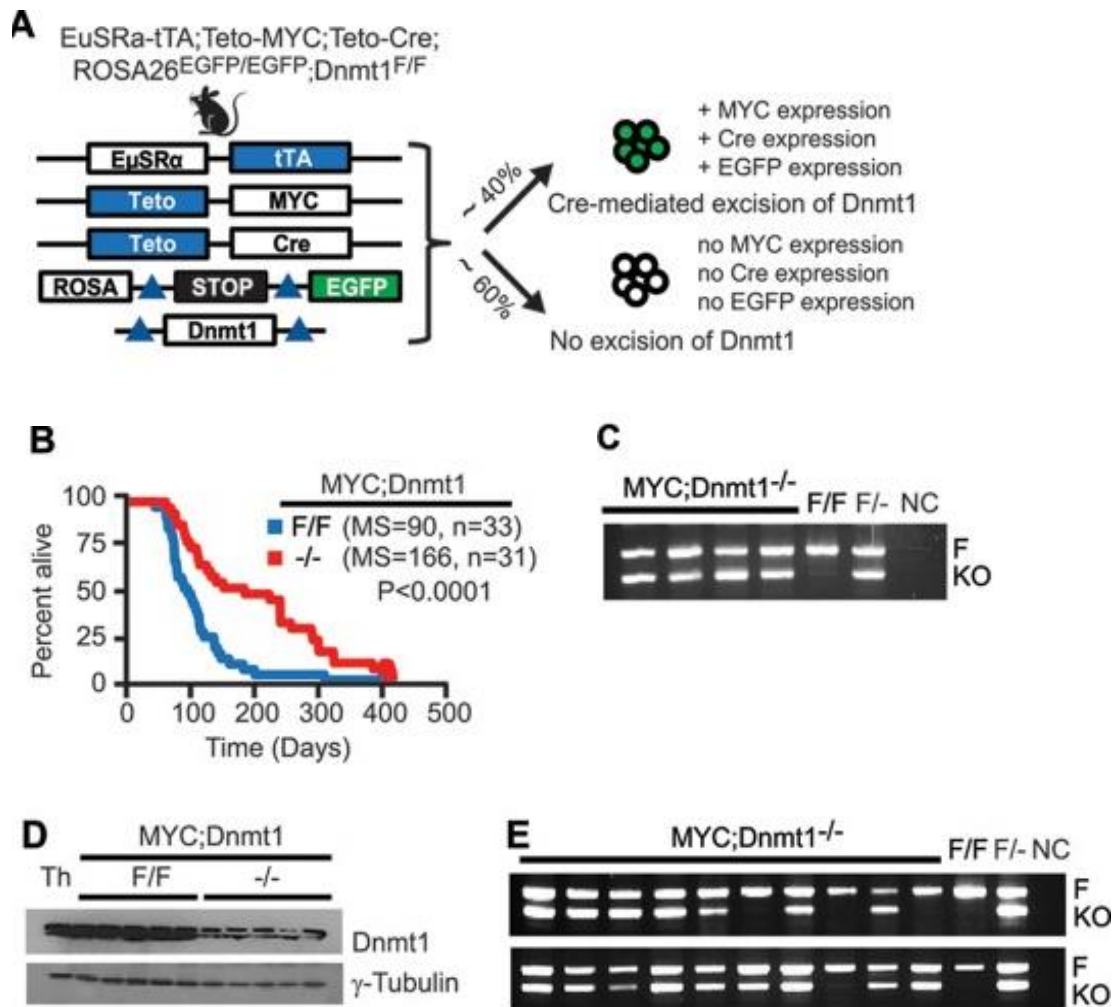 A
EuSRa-tTA;Teto-MYC;Teto-Cre;
ROSA26EGFP/EGFP;Dnmt1F/F
EμSRα tTA
Teto MYC
Teto Cre
ROSA STOP EGFP
Dnmt1
~ 40%
~ 60%
+ MYC expression
+ Cre expression
+ EGFP expression
Cre-mediated excision of Dnmt1
no MYC expression
no Cre expression
no EGFP expression
No excision of Dnmt1
B
MYC;Dnmt1
F/F (MS=90, n=33)
-/- (MS=166, n=31)
P<0.0001
Percent alive
100
75
50
25
0
0 100 200 300 400 500
Time (Days)
C
MYC;Dnmt1-/- F/F F/- NC
F
KO
D
MYC;Dnmt1
Th F/F -/-
Dnmt1
γ-Tubulin
E
MYC;Dnmt1-/- F/F F/- NC
F
KO
F
KO